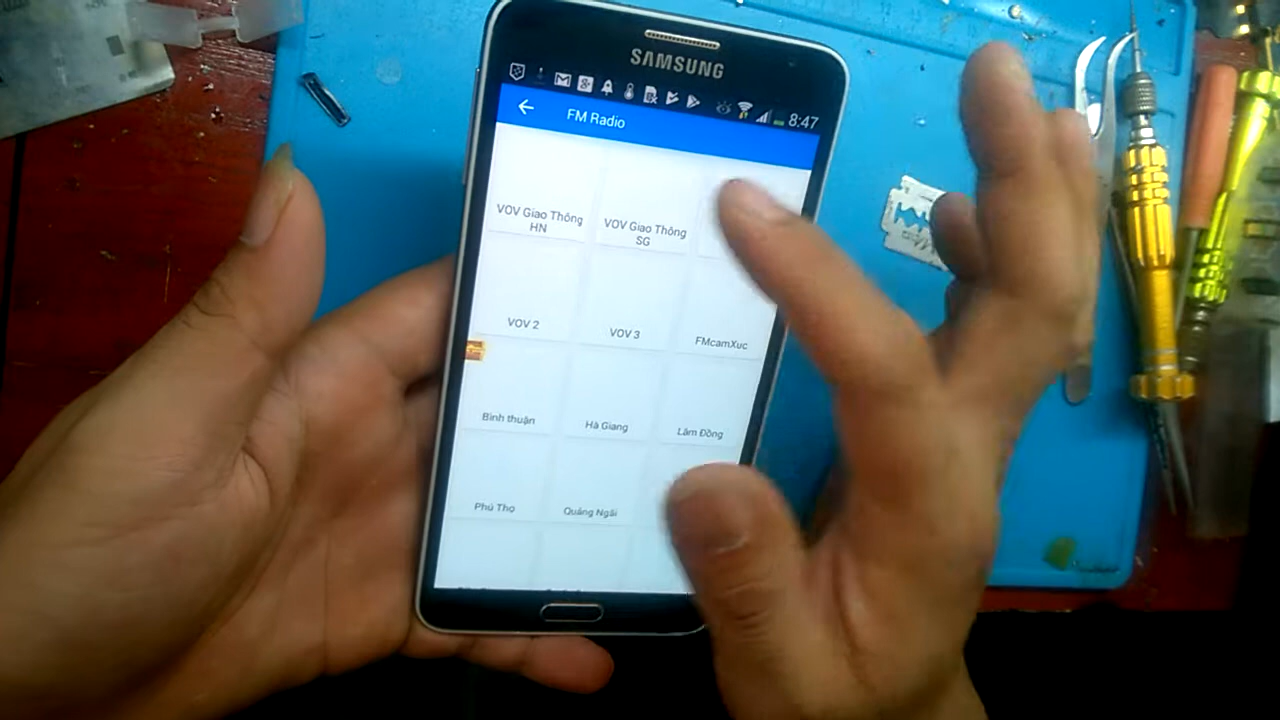 SAMSUNG
8:47
FM Radio
VOV Giao Thông
HN
VOV Giao Thông
SG
VOV 2
VOV 3
FMcamXuc
Bình thuận
Hà Giang
Lâm Đồng
Phú Thọ
Quảng Ngãi